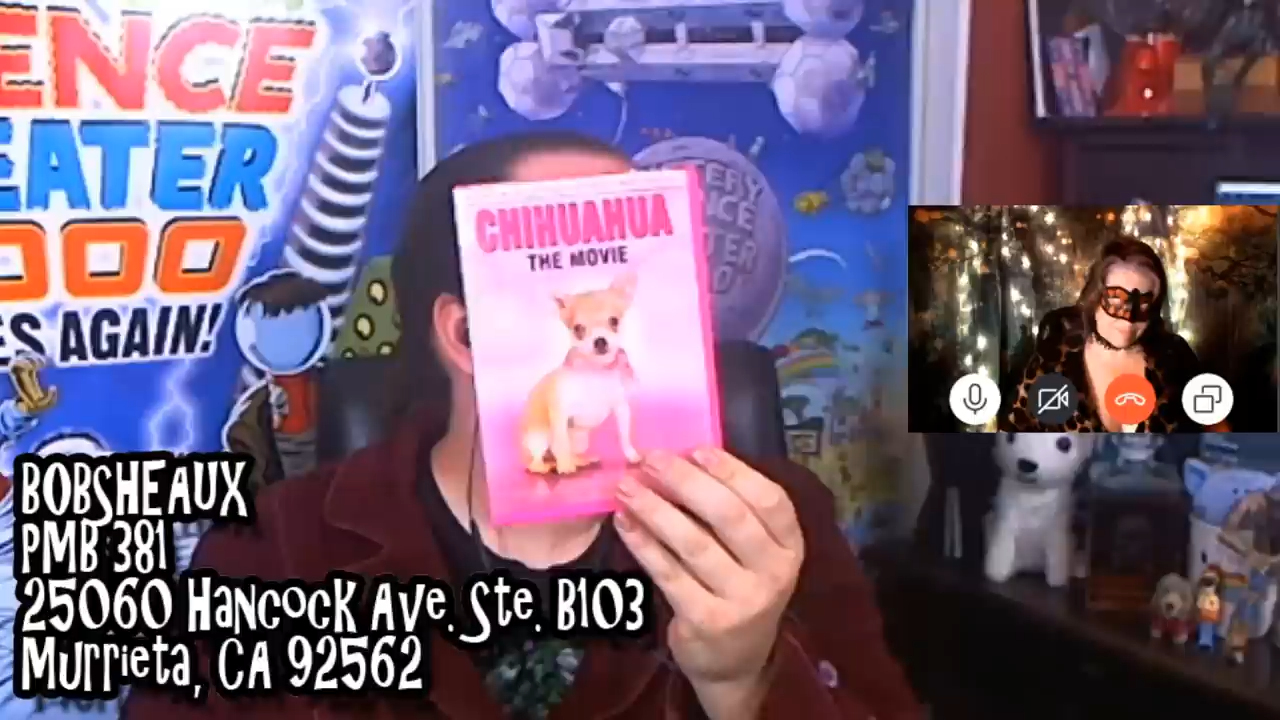 ENCE
EATER
000
ES AGAIN!
CHIHUAHUA
THE MOVIE
BOBSHEAUX
PMB 381
25060 Hancock Ave. Ste. B103
Murrieta, CA 92562